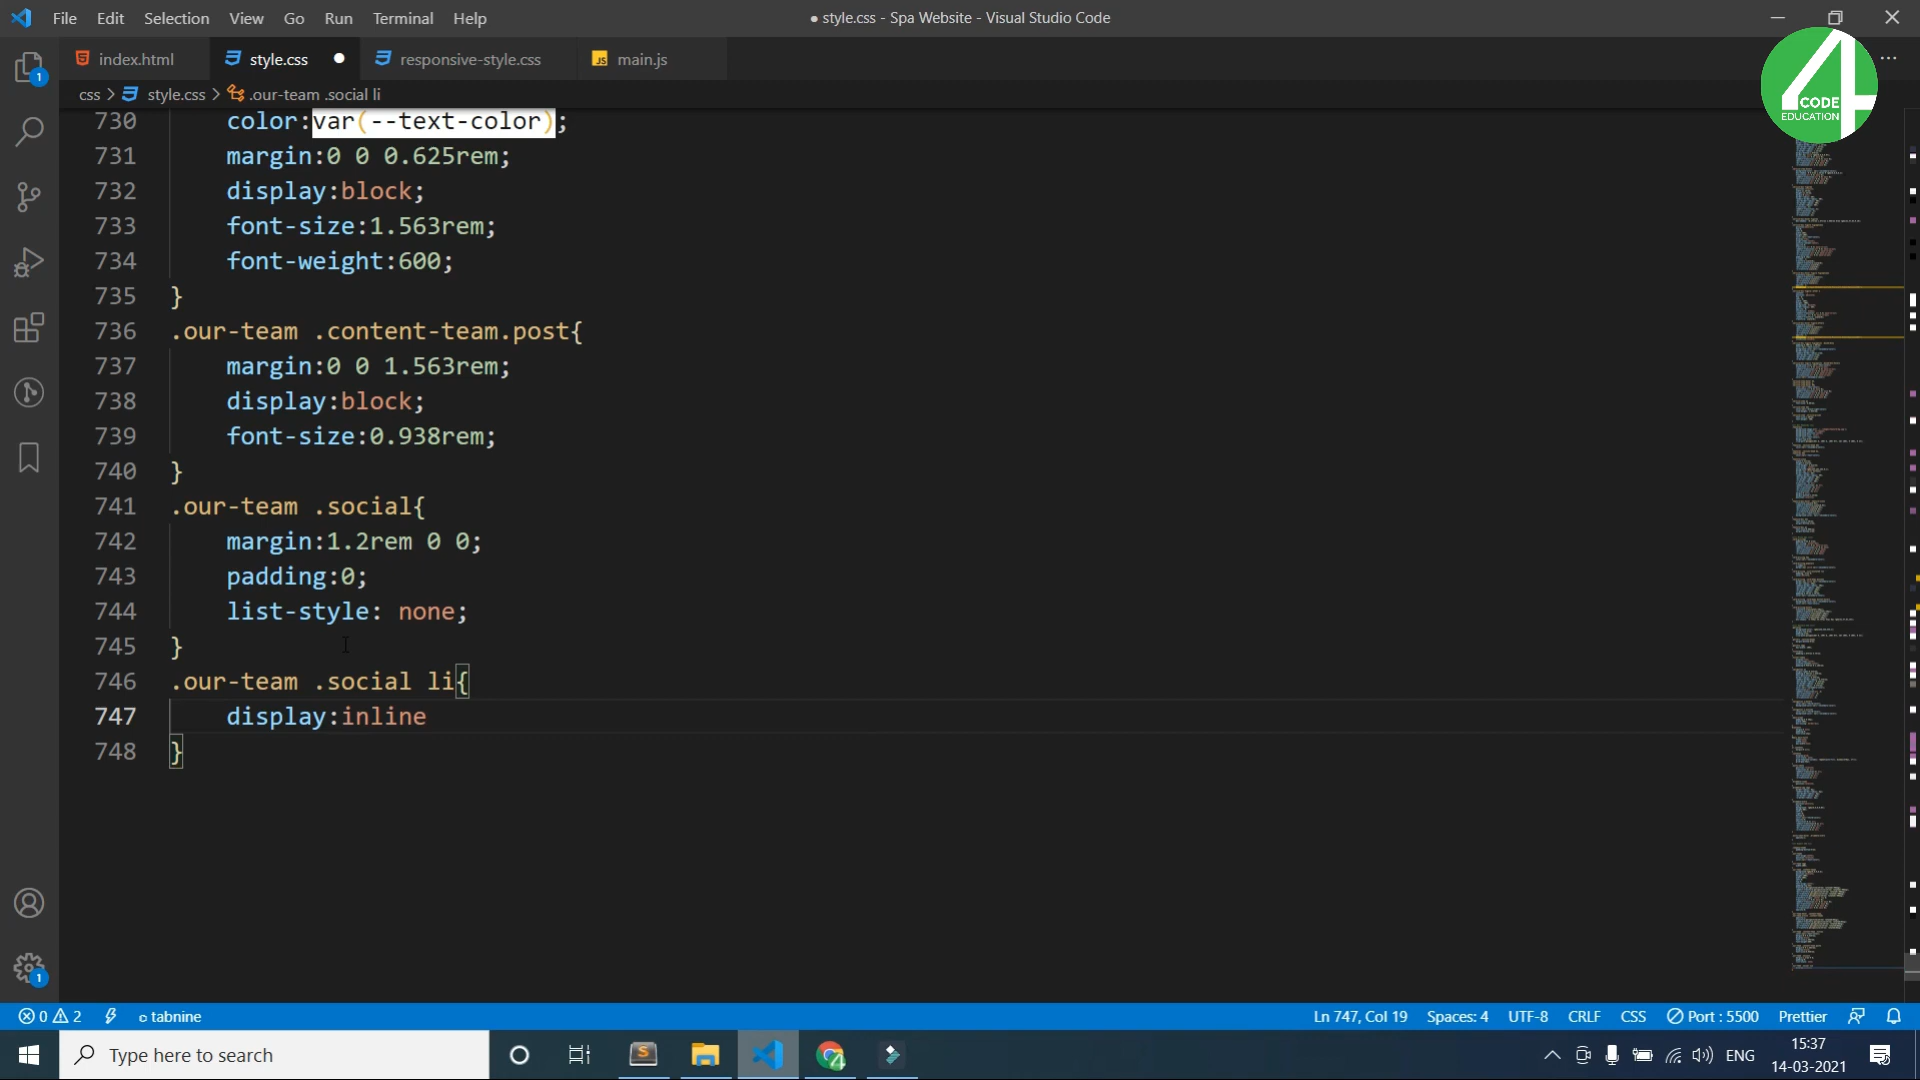 File Edit Selection View Go Run Terminal Help
● style.css - Spa Website - Visual Studio Code
index.html
style.css
responsive-style.css
JS main.js
css > style.css > .our-team .social li
4
CODE
EDUCATION
1
730 color:var(--text-color);
731 margin:0 0 0.625rem;
732 display:block;
733 font-size:1.563rem;
734 font-weight:600;
735 }
736 .our-team .content-team.post{
737 margin:0 0 1.563rem;
738 display:block;
739 font-size:0.938rem;
740 }
741 .our-team .social{
742 margin:1.2rem 0 0;
743 padding:0;
744 list-style: none;
745 }
746 .our-team .social li{
747 display:inline
748 }
1
0 2 tabnine
Ln 747, Col 19 Spaces: 4 UTF-8 CRLF CSS Port : 5500 Prettier
Type here to search
ENG
15:37
14-03-2021